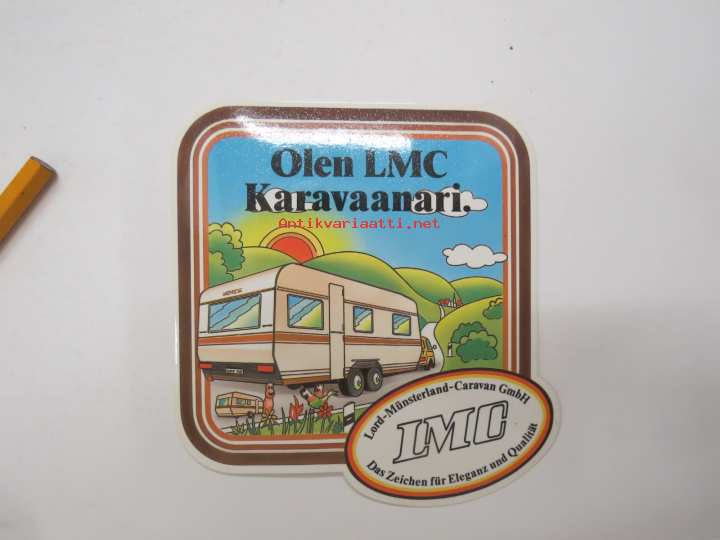 Olen LMC
Karavaanari.
Antikvariaatti.net
Lord-Münsterland-Caravan GmbH
LMC
Das Zeichen für Eleganz und Qualität